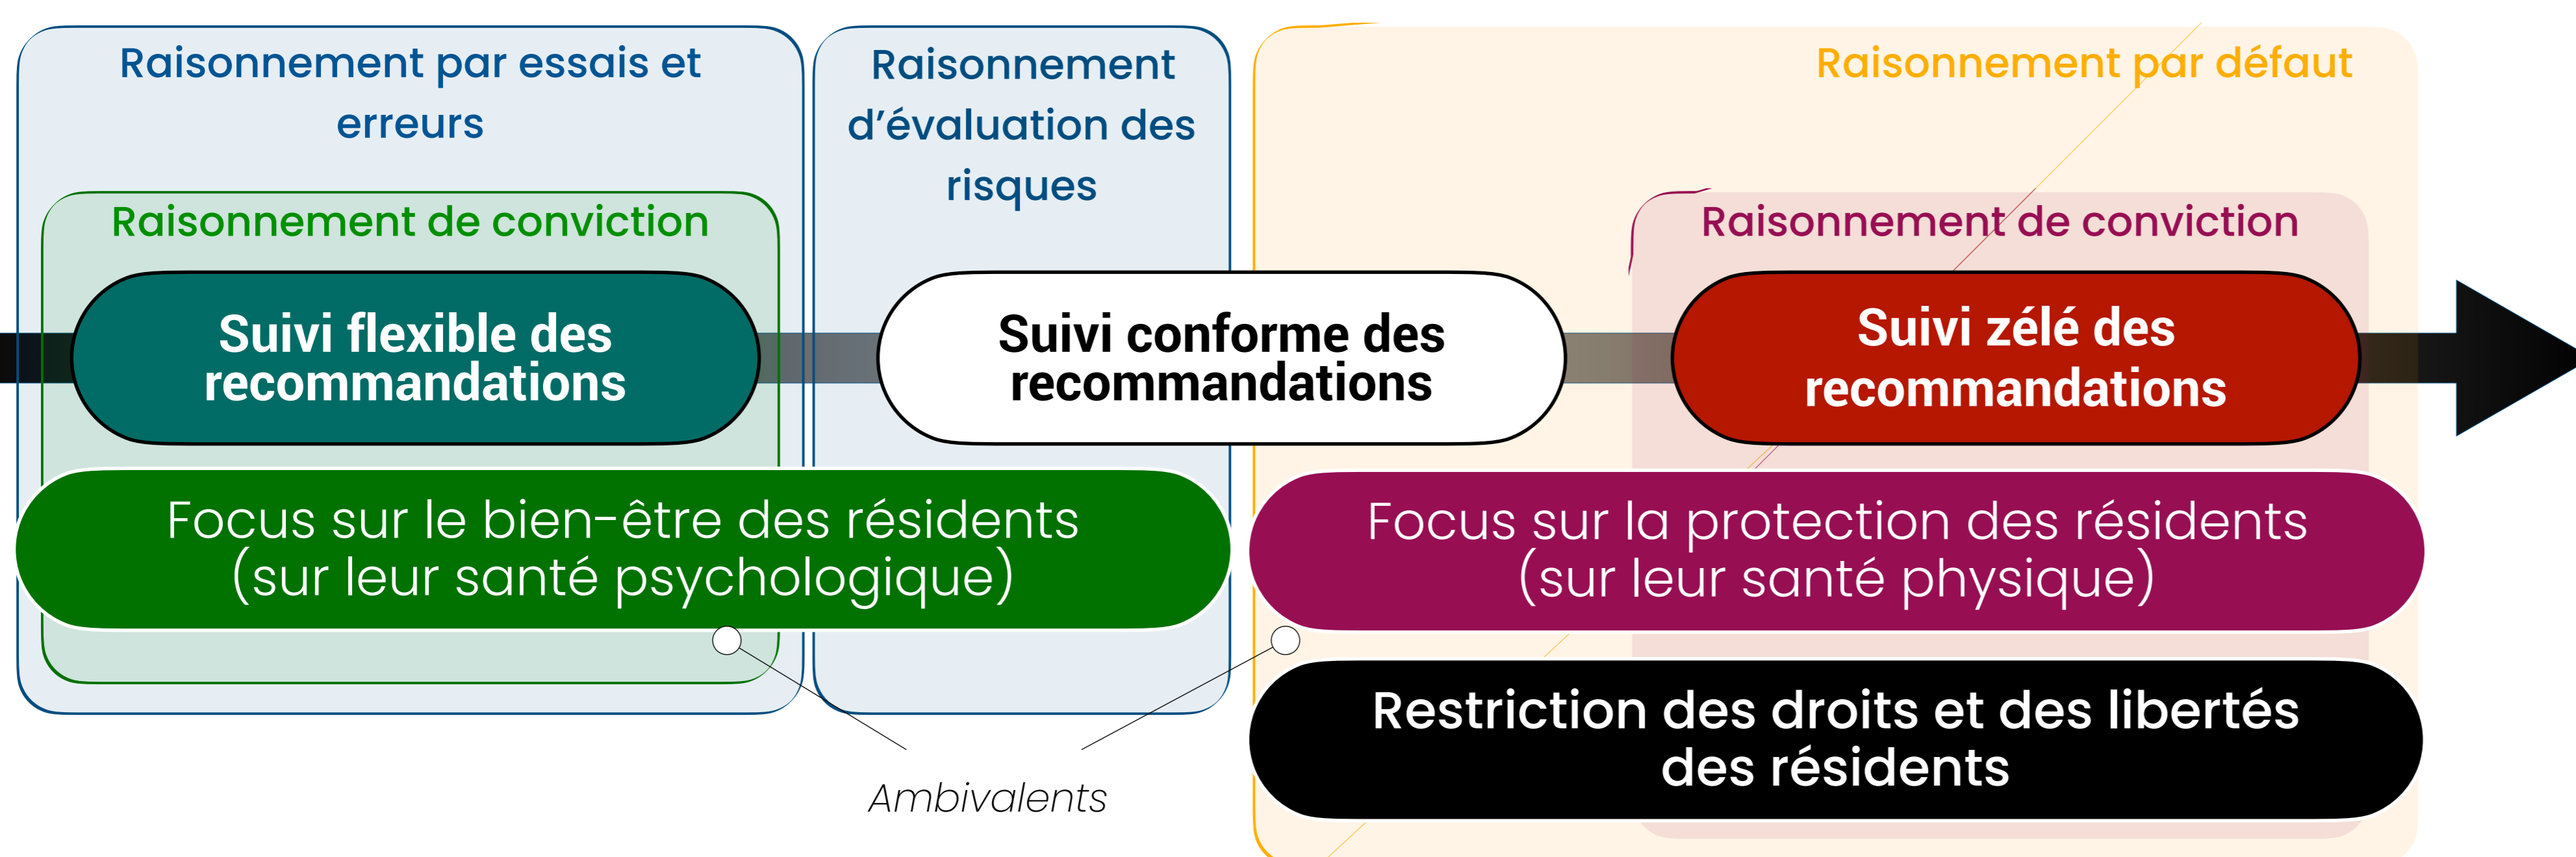 Raisonnement par essais et
erreurs
Raisonnement
d’évaluation des
risques
Raisonnement par défaut
Raisonnement de conviction
Raisonnement de conviction
Suivi flexible des
recommandations
Suivi conforme des
recommandations
Suivi zélé des
recommandations
Focus sur le bien-être des résidents
(sur leur santé psychologique)
Focus sur la protection des résidents
(sur leur santé physique)
Restriction des droits et des libertés
des résidents
Ambivalents